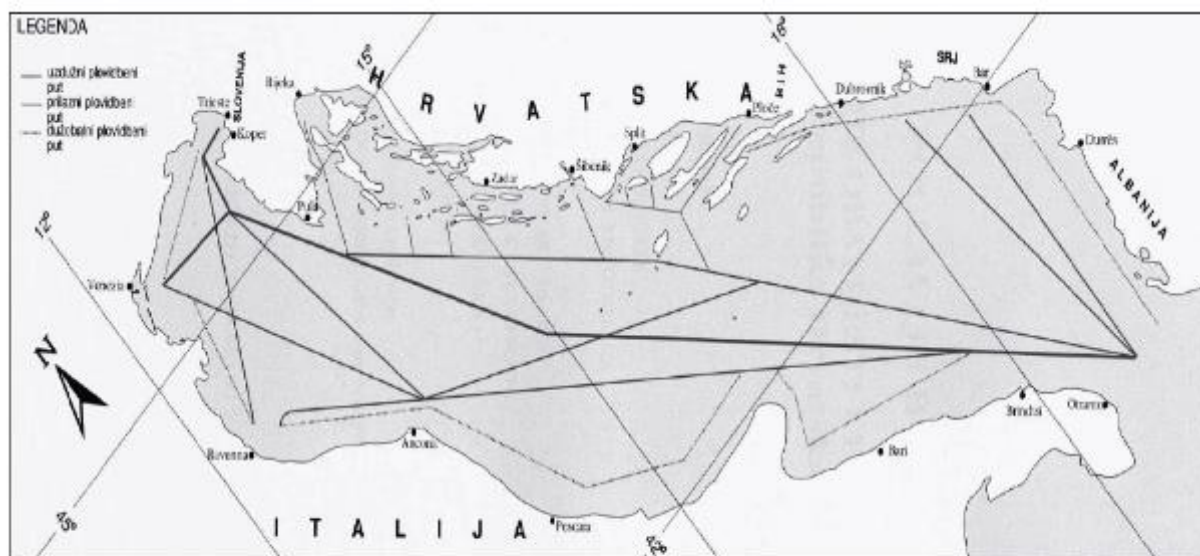 LEGENDA
uzdužni plovidbeni
put
prilazni plovidbeni
put
dužobalni plovidbeni
put
SLOVENIJA
Trieste
Koper
Rijeka
15°
HRVATSKA
18°
BIH
SRJ
Dubrovnik
Bar
Ploče
Split
Šibenik
Zadar
Pula
Durrës
ALBANIJA
12°
Venezia
N
Ravenna
Ancona
Brindisi
Otranto
Bari
45°
ITALIJA
Pescara
42°